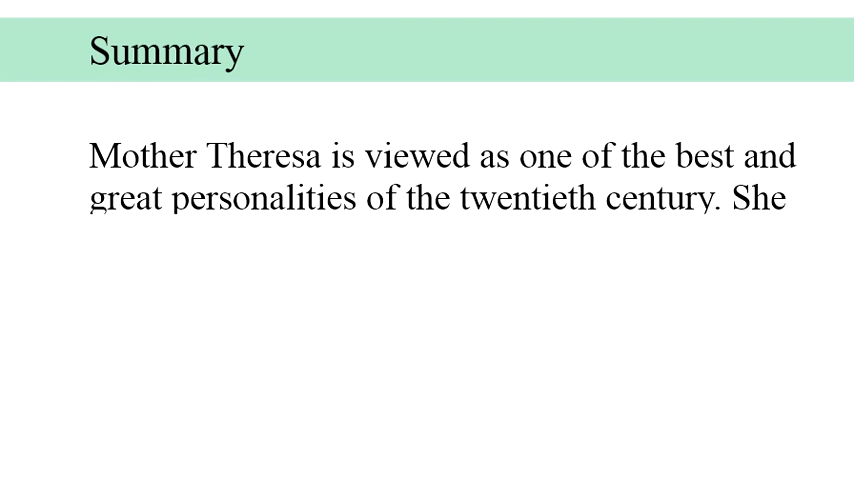 Summary
Mother Theresa is viewed as one of the best and
great personalities of the twentieth century. She